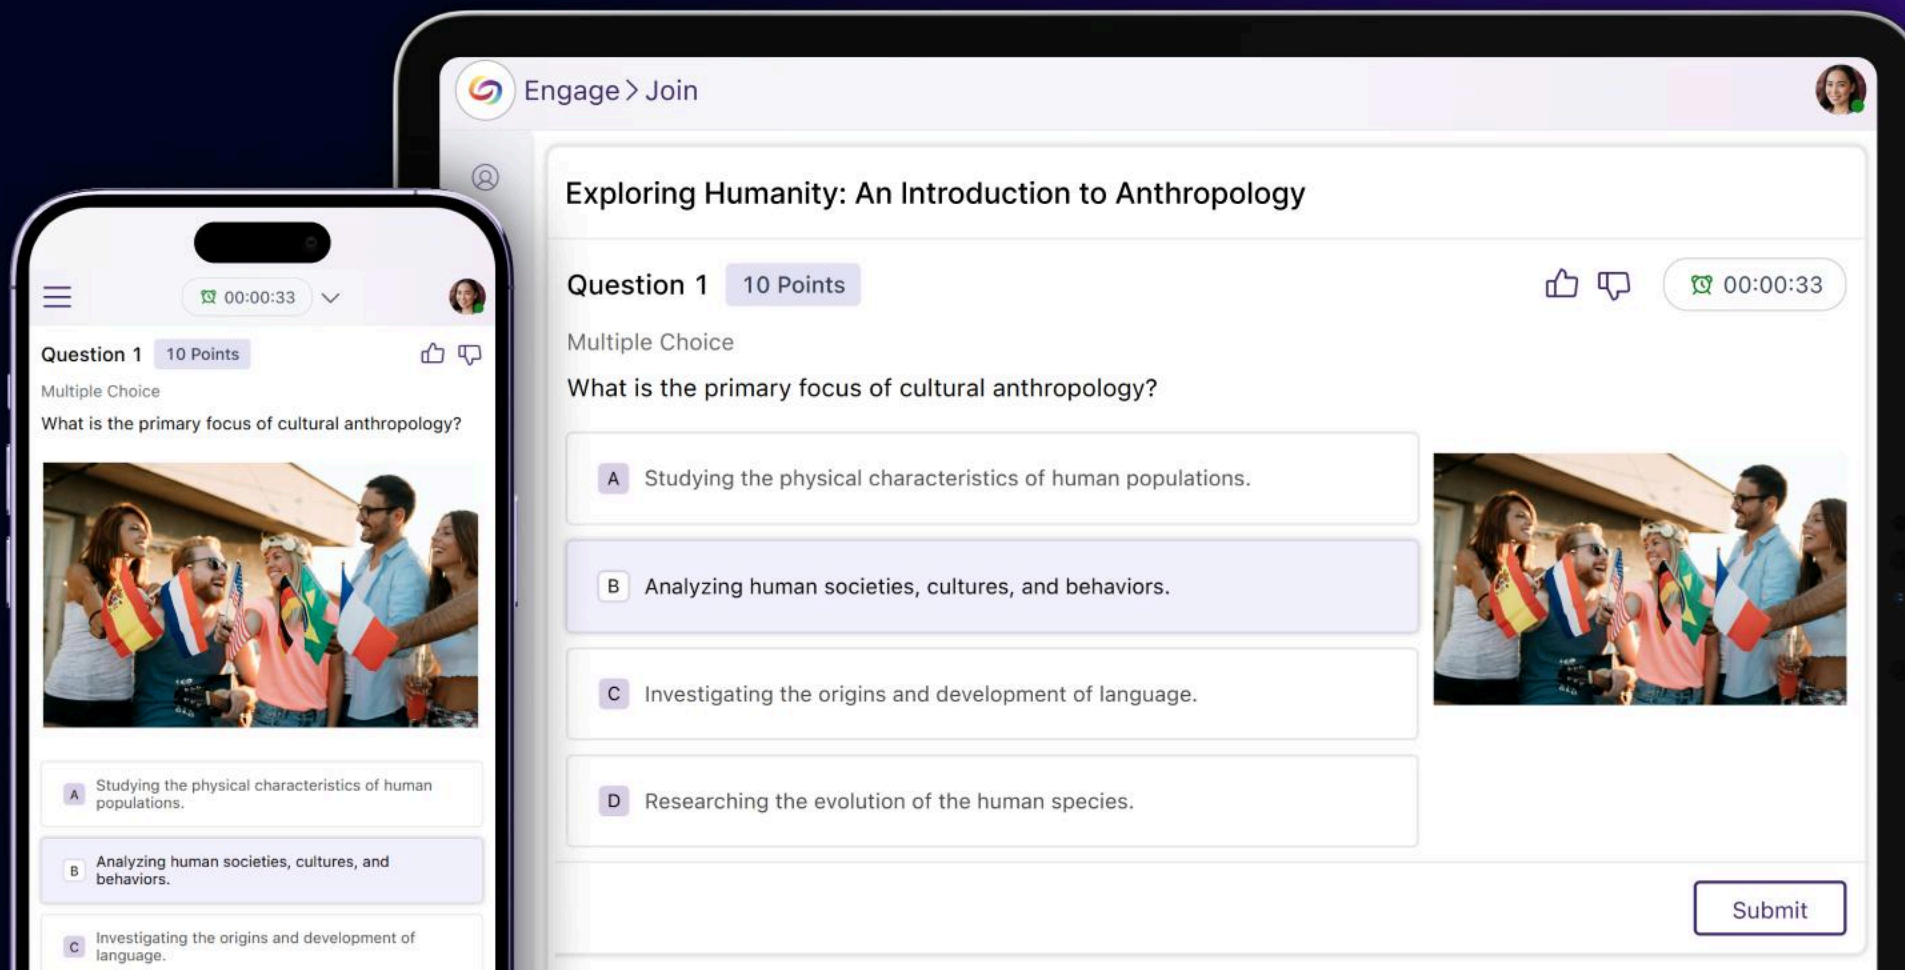 Engage > Join
Exploring Humanity: An Introduction to Anthropology
Question 1
10 Points
00:00:33
Multiple Choice
What is the primary focus of cultural anthropology?
A Studying the physical characteristics of human populations.
B Analyzing human societies, cultures, and behaviors.
C Investigating the origins and development of language.
D Researching the evolution of the human species.
Submit
00:00:33
Question 1
10 Points
Multiple Choice
What is the primary focus of cultural anthropology?
A Studying the physical characteristics of human
populations.
B Analyzing human societies, cultures, and
behaviors.
C Investigating the origins and development of
language.